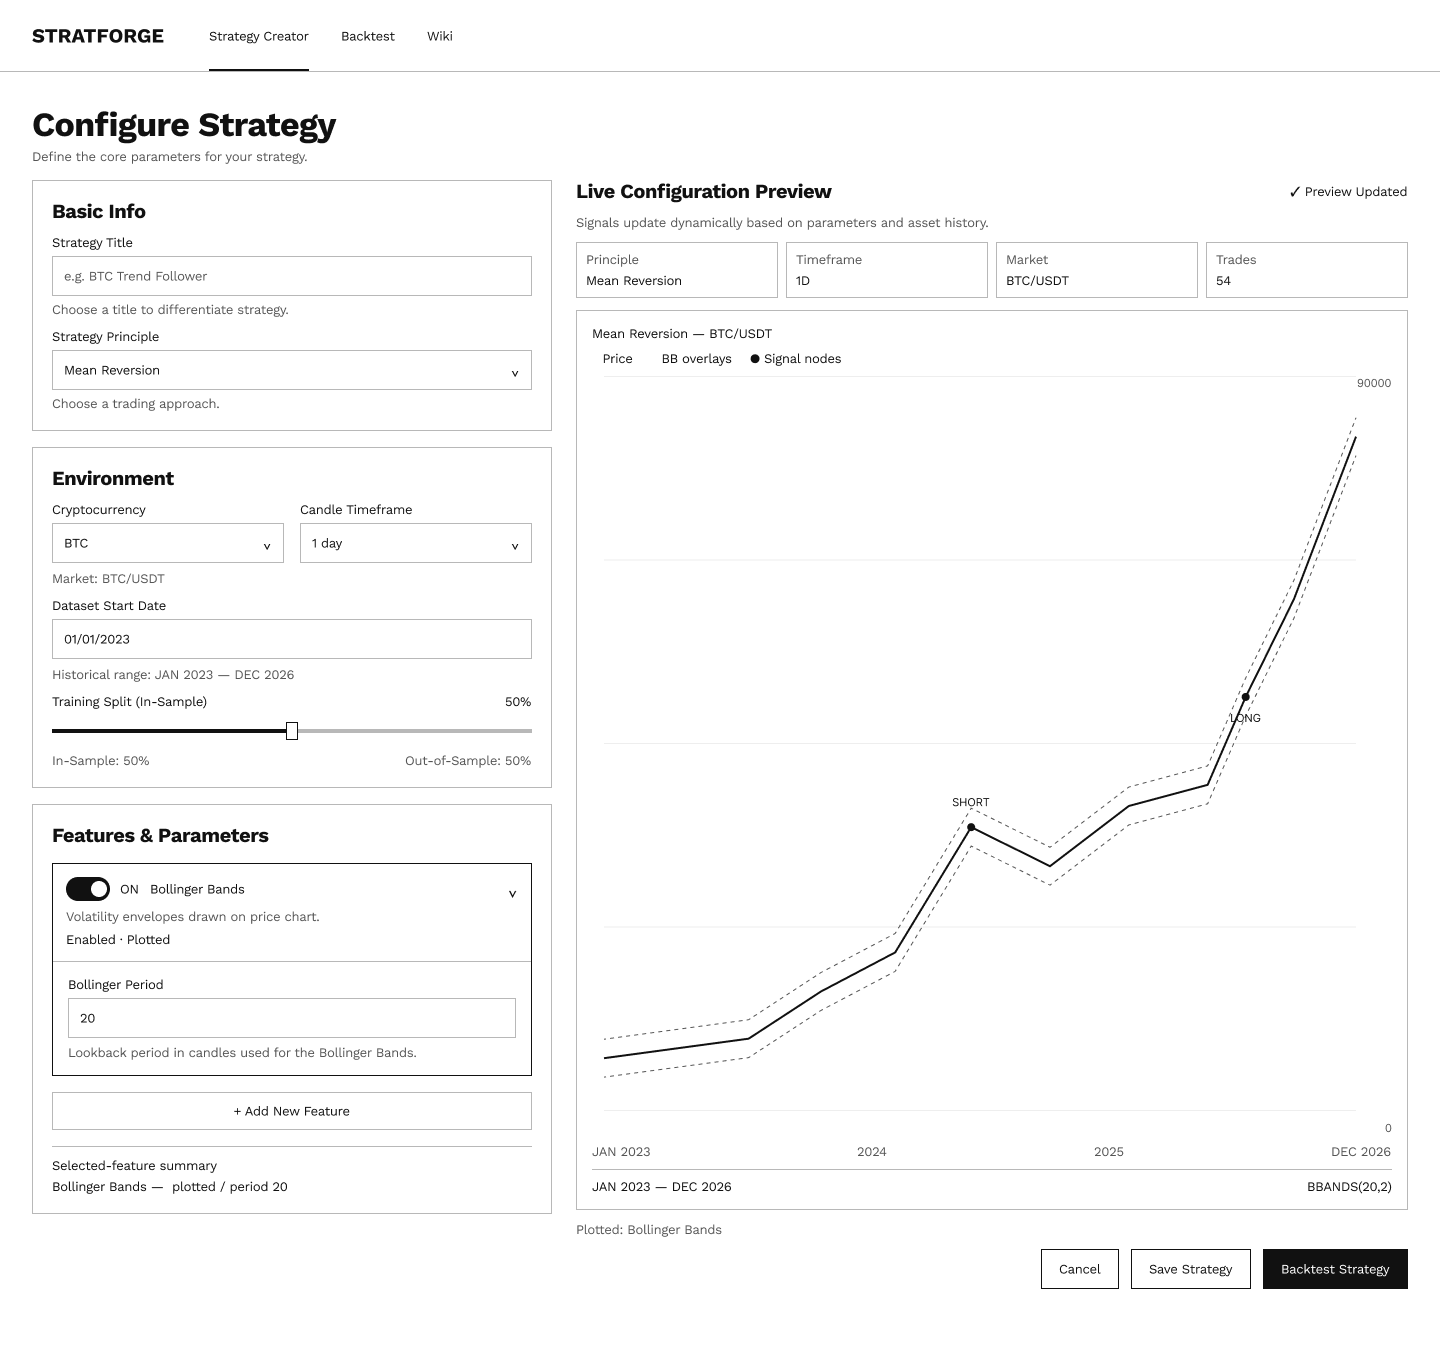 STRATFORGE
Strategy Creator
Backtest
Wiki
Configure Strategy
Define the core parameters for your strategy.
Basic Info
Strategy Title
e.g. BTC Trend Follower
Choose a title to differentiate strategy.
Strategy Principle
Mean Reversion
Choose a trading approach.
Environment
Cryptocurrency
Candle Timeframe
BTC
1 day
Market: BTC/USDT
Dataset Start Date
01/01/2023
Historical range: JAN 2023 — DEC 2026
Training Split (In-Sample)
50%
In-Sample: 50%
Out-of-Sample: 50%
Features & Parameters
ON Bollinger Bands
Volatility envelopes drawn on price chart.
Enabled · Plotted
Bollinger Period
20
Lookback period in candles used for the Bollinger Bands.
+ Add New Feature
Selected-feature summary
Bollinger Bands — plotted / period 20
Live Configuration Preview
✓ Preview Updated
Signals update dynamically based on parameters and asset history.
Principle
Mean Reversion
Timeframe
1D
Market
BTC/USDT
Trades
54
Mean Reversion — BTC/USDT
Price
BB overlays
Signal nodes
90000
LONG
SHORT
0
JAN 2023
2024
2025
DEC 2026
JAN 2023 — DEC 2026
BBANDS(20,2)
Plotted: Bollinger Bands
Cancel
Save Strategy
Backtest Strategy